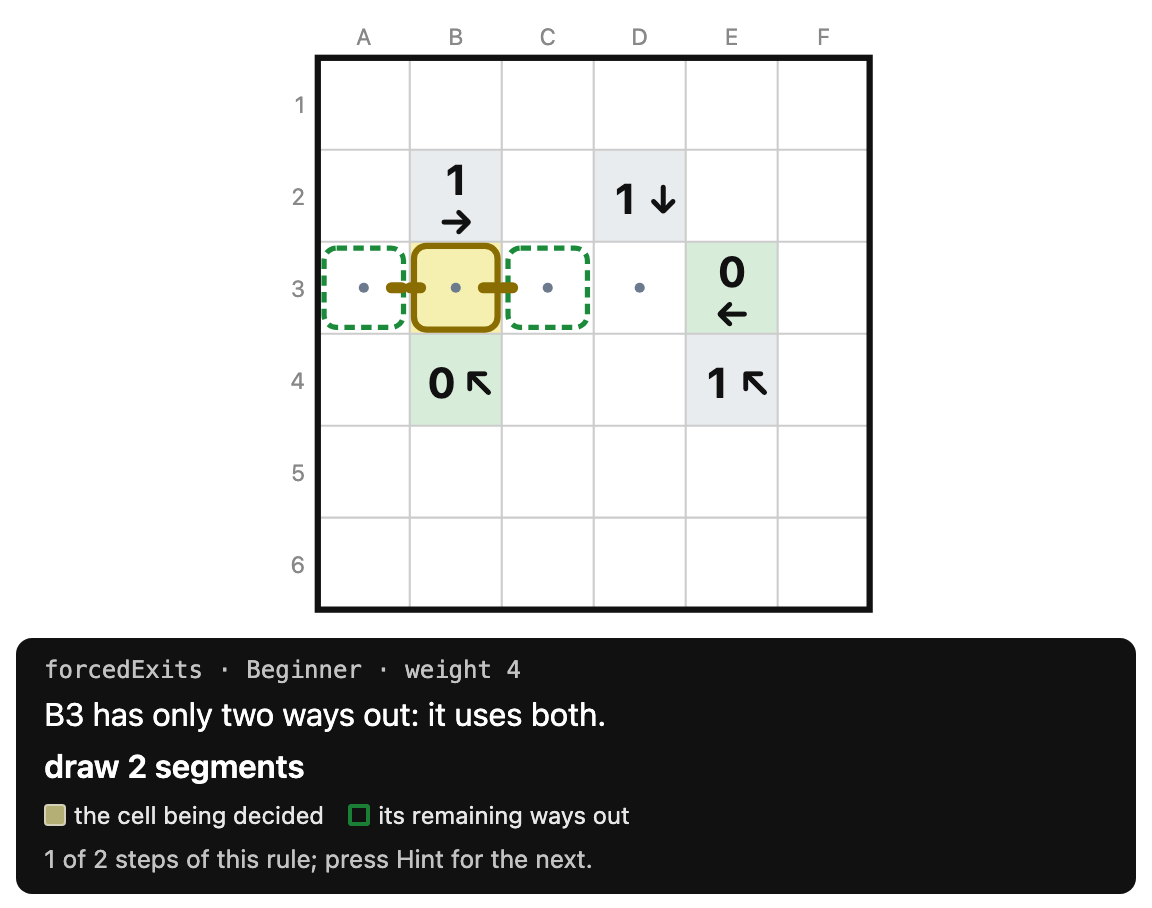 A B C D E F
1
1
2 1 ↓
→
0
3
←
4 0 ↖ 1 ↖
5
6
forcedExits · Beginner · weight 4
B3 has only two ways out: it uses both.
draw 2 segments
the cell being decided its remaining ways out
1 of 2 steps of this rule; press Hint for the next.